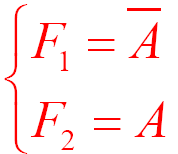 F₁ = A̅
F₂ = A